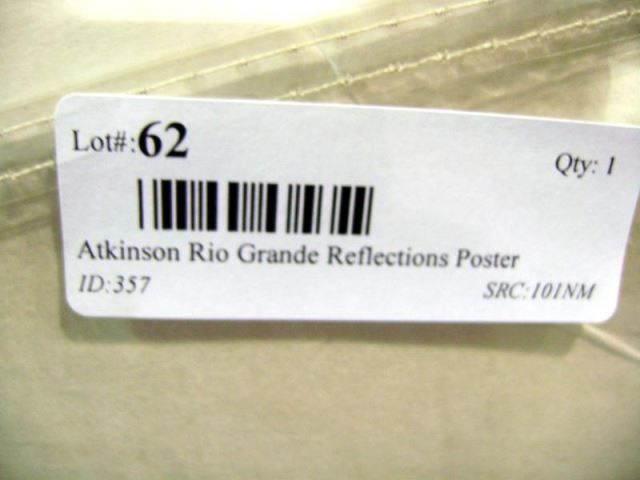 Lot#:62
Qty: 1
Atkinson Rio Grande Reflections Poster
ID:357
SRC:101NM